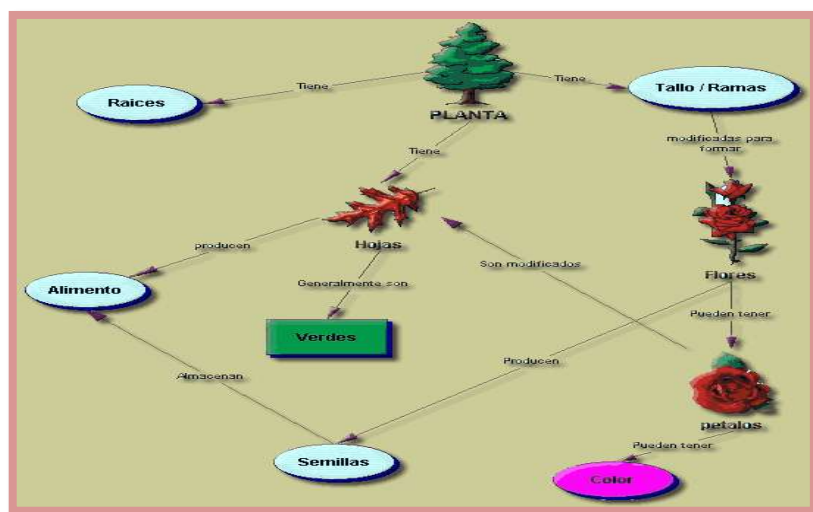 Tiene
Tiene
Raices
Tallo / Ramas
PLANTA
modificadas para
formar
Tiene
producen
Hojas
Son modificados
Flores
Alimento
Generalmente son
Pueden tener
Verdes
Producen
Almacenan
petalos
Pueden tener
Semillas
Color